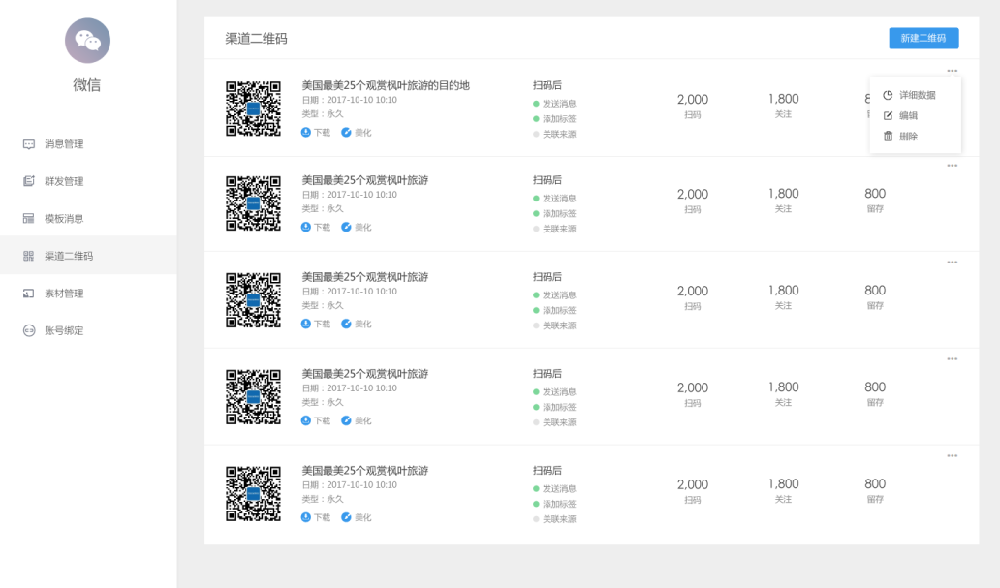 微信
消息管理
群发管理
模板消息
渠道二维码
素材管理
账号绑定
渠道二维码
新建二维码
美国最美25个观赏枫叶旅游的目的地
日期：2017-10-10 10:10
类型：永久
下载 美化
扫码后
发送消息
添加标签
关联来源
2,000
扫码
1,800
关注
8
详细数据
编辑
删除
美国最美25个观赏枫叶旅游
日期：2017-10-10 10:10
类型：永久
下载 美化
扫码后
发送消息
添加标签
关联来源
2,000
扫码
1,800
关注
800
留存
美国最美25个观赏枫叶旅游
日期：2017-10-10 10:10
类型：永久
下载 美化
扫码后
发送消息
添加标签
关联来源
2,000
扫码
1,800
关注
800
留存
美国最美25个观赏枫叶旅游
日期：2017-10-10 10:10
类型：永久
下载 美化
扫码后
发送消息
添加标签
关联来源
2,000
扫码
1,800
关注
800
留存
美国最美25个观赏枫叶旅游
日期：2017-10-10 10:10
类型：永久
下载 美化
扫码后
发送消息
添加标签
关联来源
2,000
扫码
1,800
关注
800
留存